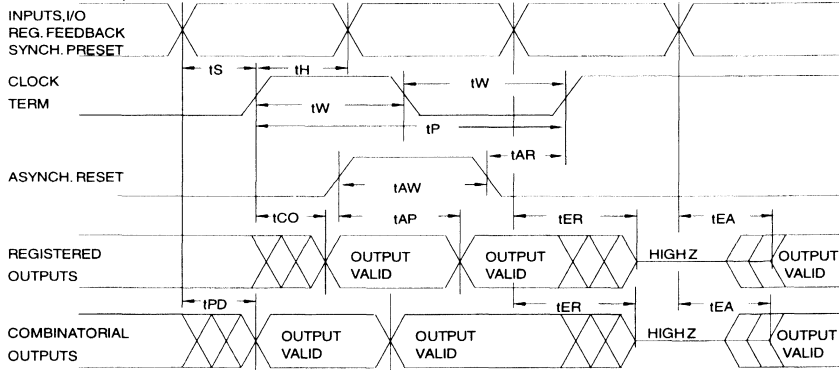 INPUTS,I/O
REG. FEEDBACK
SYNCH. PRESET
tS
tH
tW
CLOCK
TERM
tW
tP
tAR
ASYNCH. RESET
tAW
tCO
tAP
tER
tEA
REGISTERED
OUTPUTS
OUTPUT
VALID
OUTPUT
VALID
HIGH Z
OUTPUT
VALID
tPD
tER
tEA
COMBINATORIAL
OUTPUTS
OUTPUT
VALID
OUTPUT
VALID
HIGH Z
OUTPUT
VALID